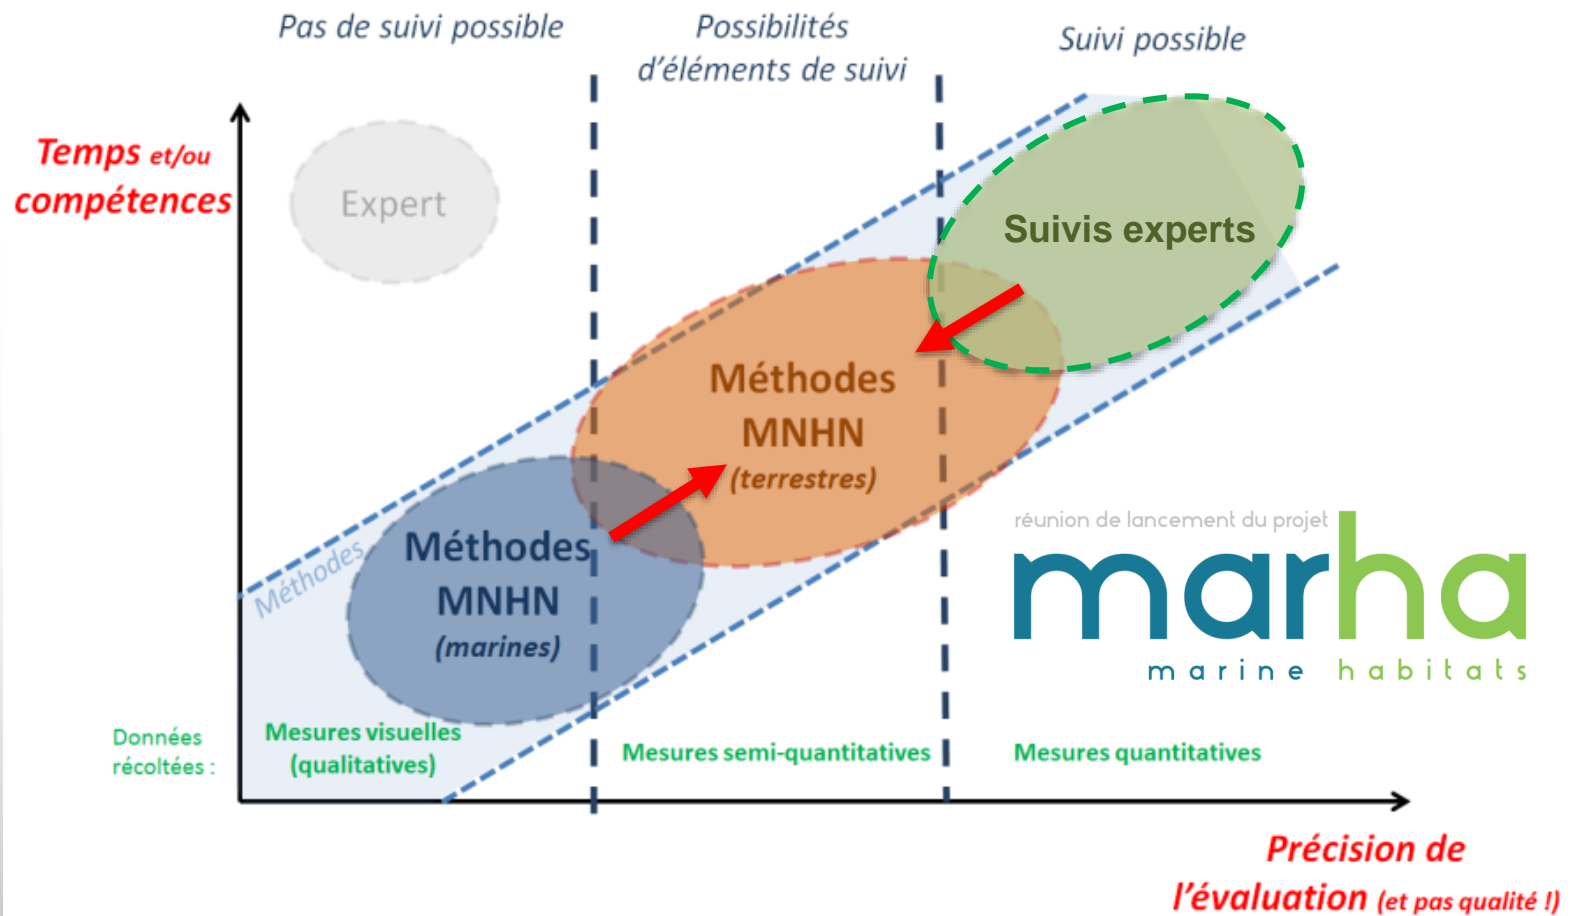 Pas de suivi possible
Possibilités
d'éléments de suivi
Suivi possible
Temps et/ou
compétences
Expert
Suivis experts
Méthodes
MNHN
(terrestres)
Méthodes
Méthodes
MNHN
(marines)
réunion de lancement du projet
marha
marine habitats
Données
récoltées :
Mesures visuelles
(qualitatives)
Mesures semi-quantitatives
Mesures quantitatives
Précision de
l'évaluation (et pas qualité !)